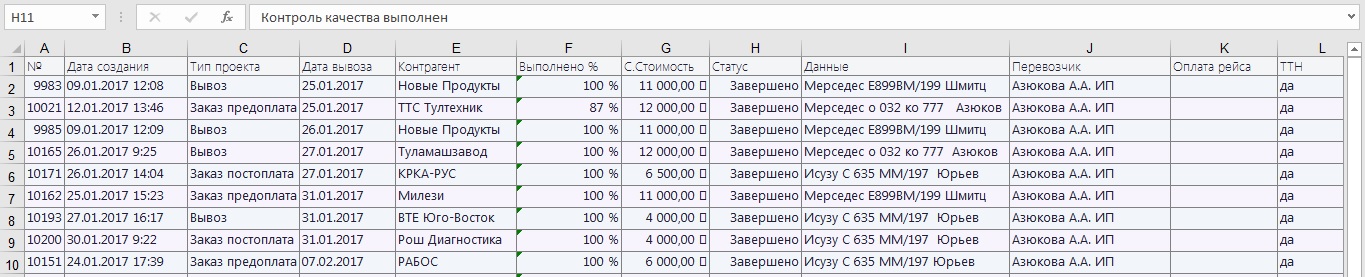 H11 fx Контроль качества выполнен
A B C D E F G H I J K L
1 № Дата создания Тип проекта Дата вывоза Контрагент Выполнено % С.Стоимость Статус Данные Перевозчик Оплата рейса ТТН
2 9983 09.01.2017 12:08 Вывоз 25.01.2017 Новые Продукты 100 % 11 000,00 Завершено Мерседес Е899ВМ/199 Шмитц Азюкова А.А. ИП да
3 10021 12.01.2017 13:46 Заказ предоплата 25.01.2017 ТТС Тултехник 87 % 12 000,00 Завершено Мерседес о 032 ко 777 Азюков Азюкова А.А. ИП да
4 9985 09.01.2017 12:09 Вывоз 26.01.2017 Новые Продукты 100 % 11 000,00 Завершено Мерседес Е899ВМ/199 Шмитц Азюкова А.А. ИП да
5 10165 26.01.2017 9:25 Вывоз 27.01.2017 Туламашзавод 100 % 12 000,00 Завершено Мерседес о 032 ко 777 Азюков Азюкова А.А. ИП да
6 10171 26.01.2017 14:04 Заказ постоплата 27.01.2017 КРКА-РУС 100 % 6 500,00 Завершено Исузу С 635 ММ/197 Юрьев Азюкова А.А. ИП да
7 10162 25.01.2017 15:23 Заказ предоплата 31.01.2017 Милези 100 % 11 000,00 Завершено Мерседес Е899ВМ/199 Шмитц Азюкова А.А. ИП да
8 10193 27.01.2017 16:17 Вывоз 31.01.2017 ВТЕ Юго-Восток 100 % 4 000,00 Завершено Исузу С 635 ММ/197 Юрьев Азюкова А.А. ИП да
9 10200 30.01.2017 9:22 Заказ постоплата 31.01.2017 Рош Диагностика 100 % 4 000,00 Завершено Исузу С 635 ММ/197 Юрьев Азюкова А.А. ИП да
10 10151 24.01.2017 17:39 Заказ предоплата 07.02.2017 РАБОС 100 % 6 000,00 Завершено Исузу С 635 ММ/197 Юрьев Азюкова А.А. ИП да